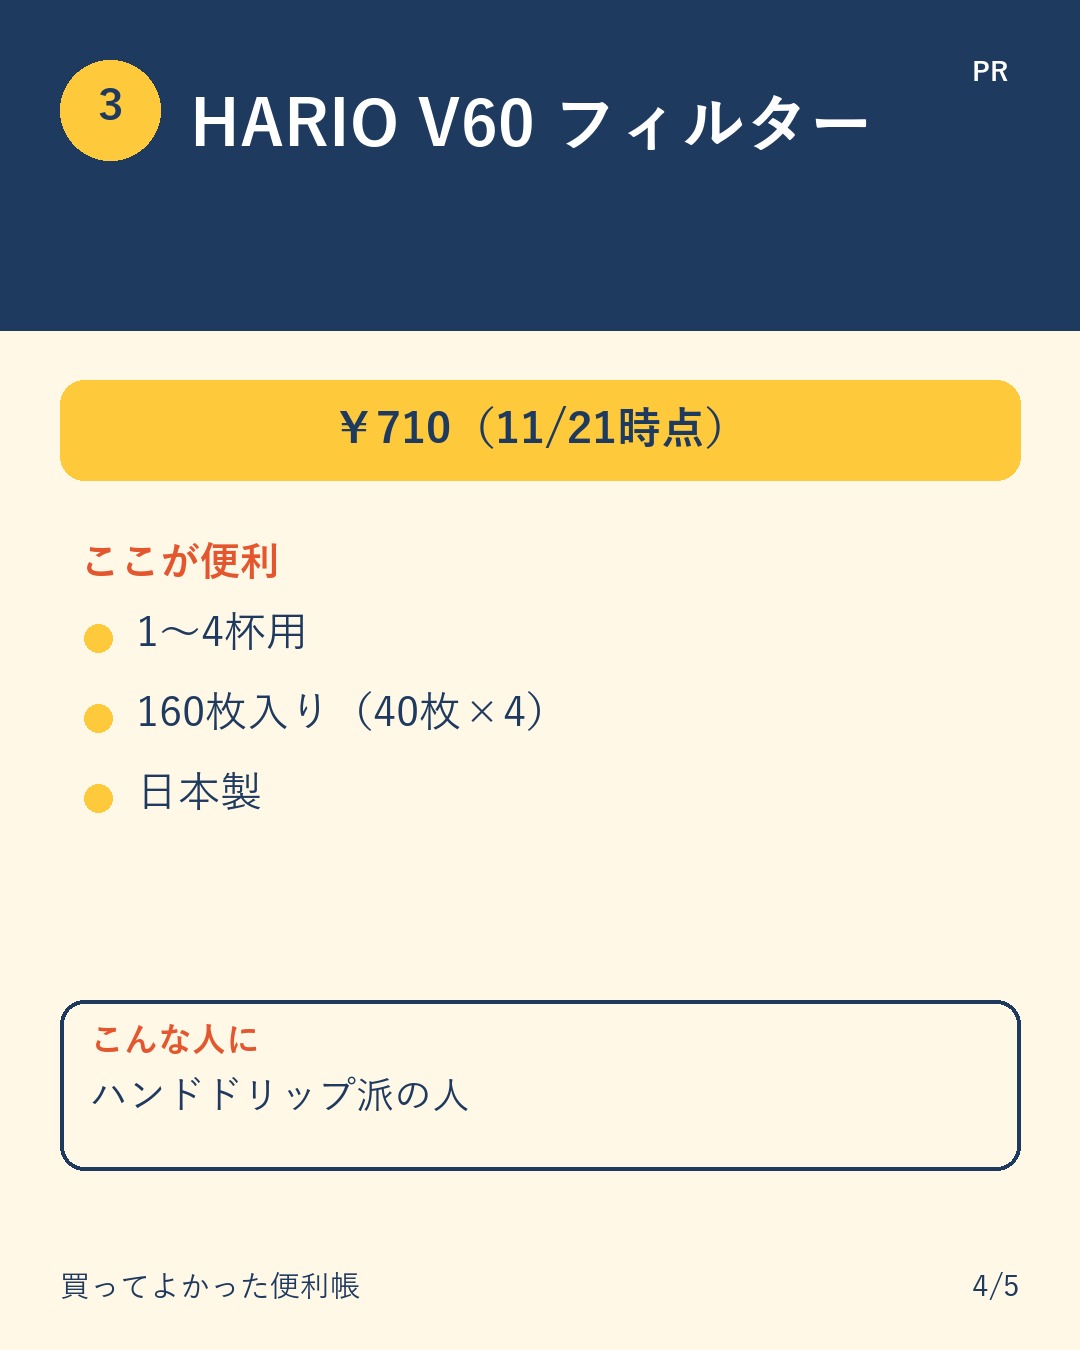 PR
3
HARIO V60 フィルター
￥710（11/21時点）
ここが便利
1～4杯用
160枚入り（40枚×4）
日本製
こんな人に
ハンドドリップ派の人
買ってよかった便利帳
4/5